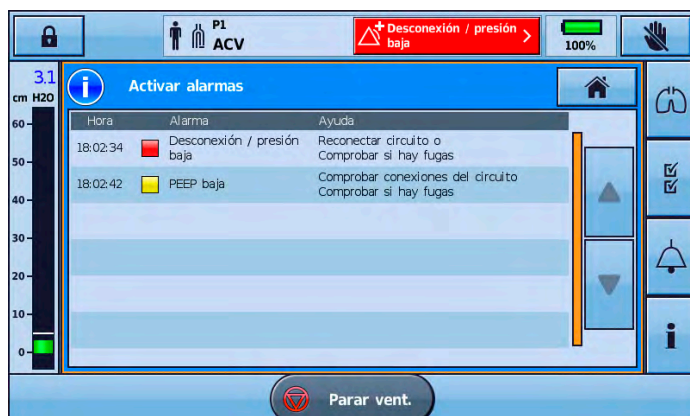 P1
ACV
Desconexión / presión
baja
100%
3.1
cm H2O
60
50
40
30
20
10
0
Activar alarmas
Hora Alarma Ayuda
18:02:34 Desconexión / presión baja Reconectar circuito o
Comprobar si hay fugas
18:02:42 PEEP baja Comprobar conexiones del circuito
Comprobar si hay fugas
Parar vent.